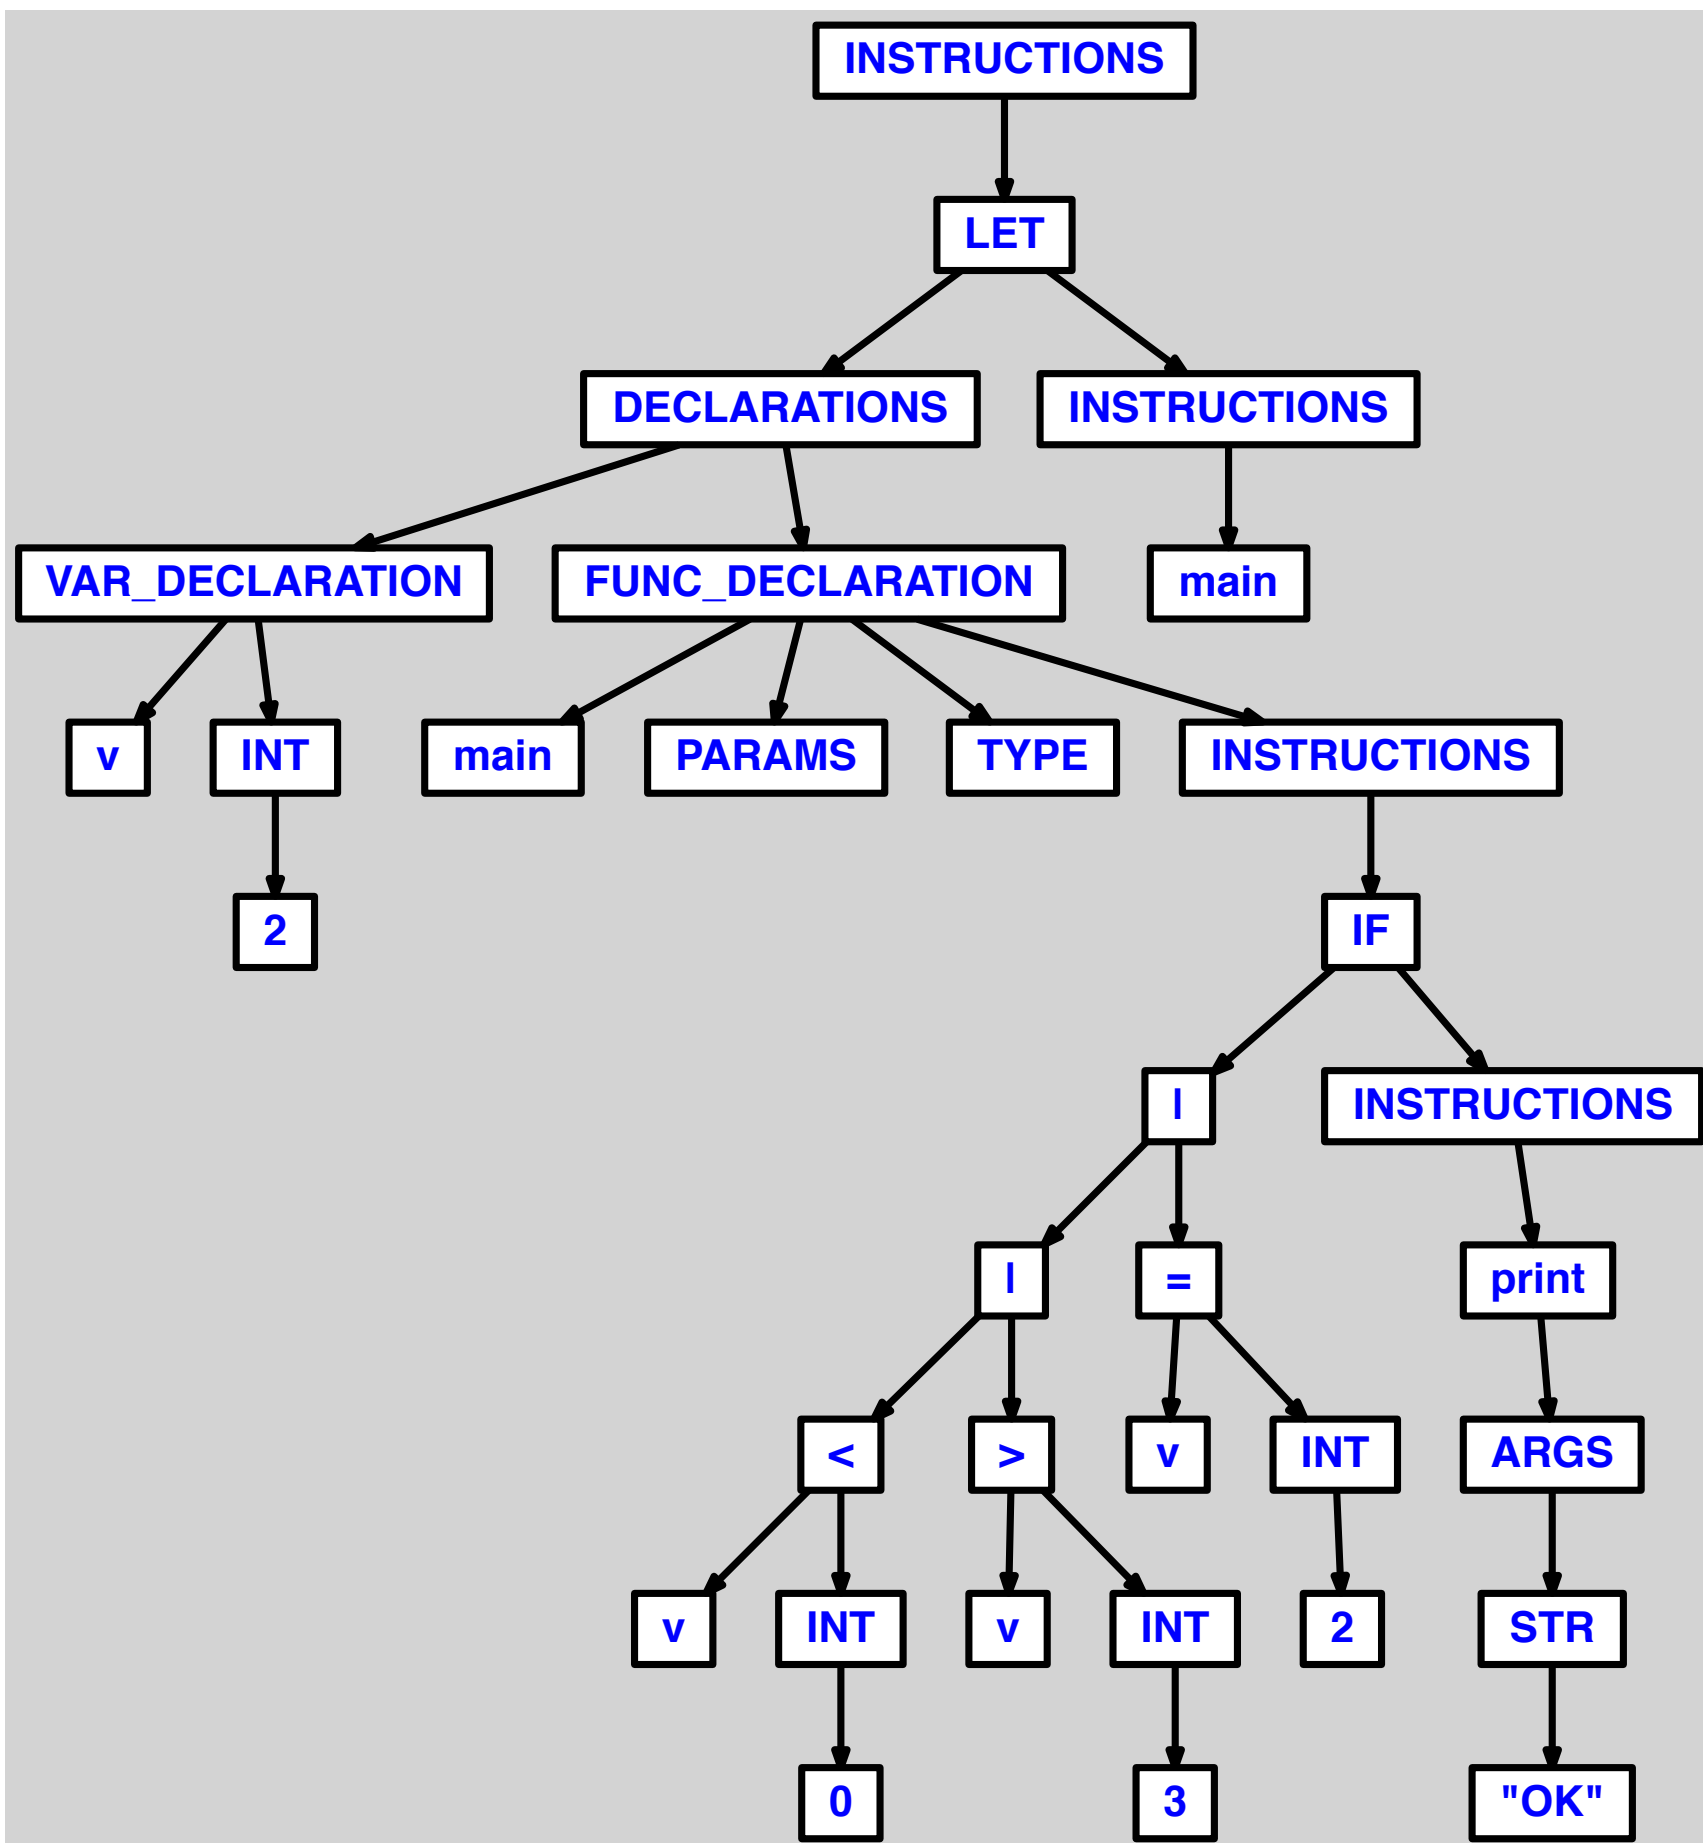 INSTRUCTIONS
LET
DECLARATIONS INSTRUCTIONS
VAR_DECLARATION FUNC_DECLARATION main
v INT main PARAMS TYPE INSTRUCTIONS
2 IF
| INSTRUCTIONS
| = print
< > v INT ARGS
v INT v INT 2 STR
0 3 "OK"